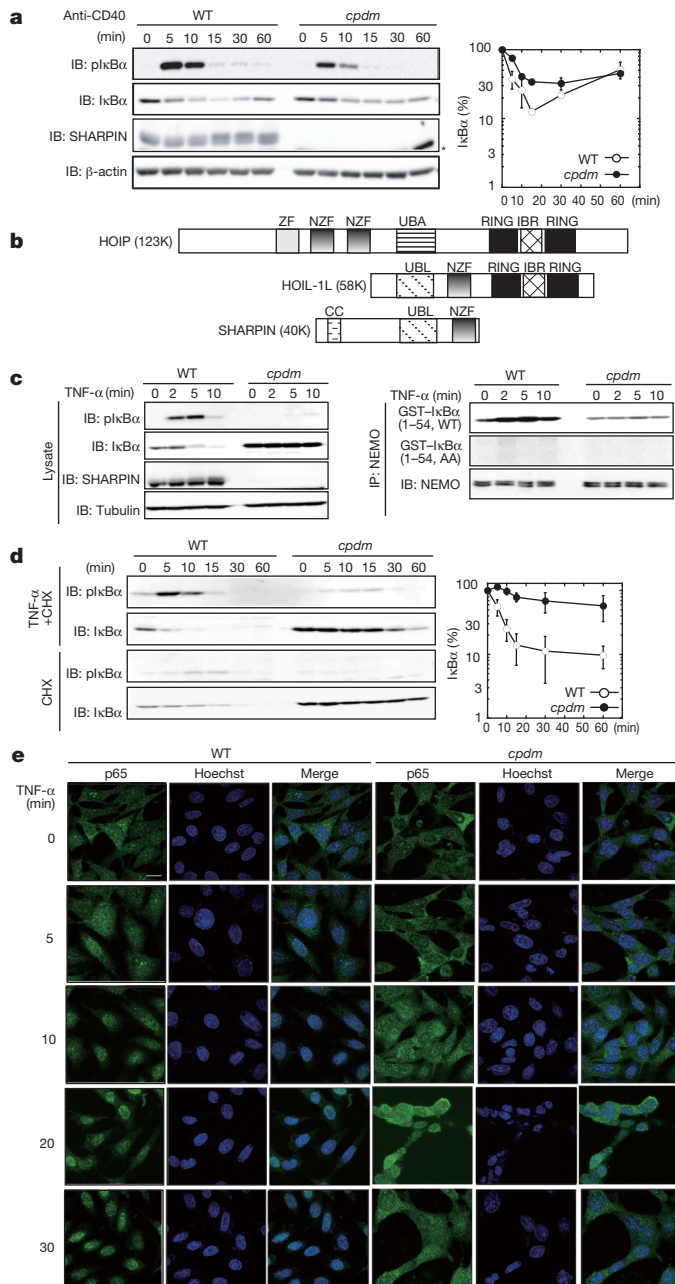 a
Anti-CD40 WT cpdm
(min) 0 5 10 15 30 60 0 5 10 15 30 60
IB: pIκBα
IB: IκBα
IB: SHARPIN
*
IB: β-actin
IκBα (%)
100
30
10
3
1
WT
cpdm
0 10 20 30 40 50 60 (min)
b
ZF NZF NZF UBA RING IBR RING
HOIP (123K)
UBL NZF RING IBR RING
HOIL-1L (58K)
CC UBL NZF
SHARPIN (40K)
c
WT cpdm
TNF-α (min) 0 2 5 10 0 2 5 10
Lysate
IB: pIκBα
IB: IκBα
IB: SHARPIN
IB: Tubulin
WT cpdm
TNF-α (min) 0 2 5 10 0 2 5 10
IP: NEMO
GST–IκBα
(1–54, WT)
GST–IκBα
(1–54, AA)
IB: NEMO
d
WT cpdm
(min) 0 5 10 15 30 60 0 5 10 15 30 60
TNF-α
+CHX
IB: pIκBα
IB: IκBα
CHX
IB: pIκBα
IB: IκBα
IκBα (%)
100
30
10
3
1
WT
cpdm
0 10 20 30 40 50 60 (min)
e
WT cpdm
p65 Hoechst Merge p65 Hoechst Merge
TNF-α
(min)
0
5
10
20
30